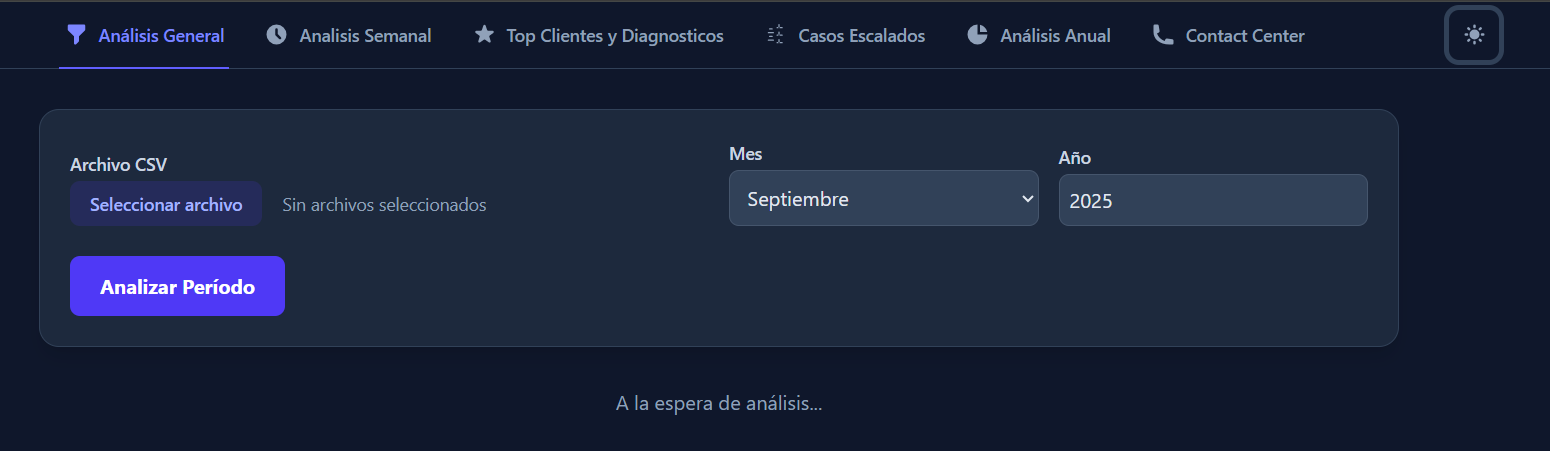 Análisis General Analisis Semanal Top Clientes y Diagnosticos Casos Escalados Análisis Anual Contact Center
Archivo CSV
Seleccionar archivo Sin archivos seleccionados
Mes
Septiembre
Año
2025
Analizar Período
A la espera de análisis...